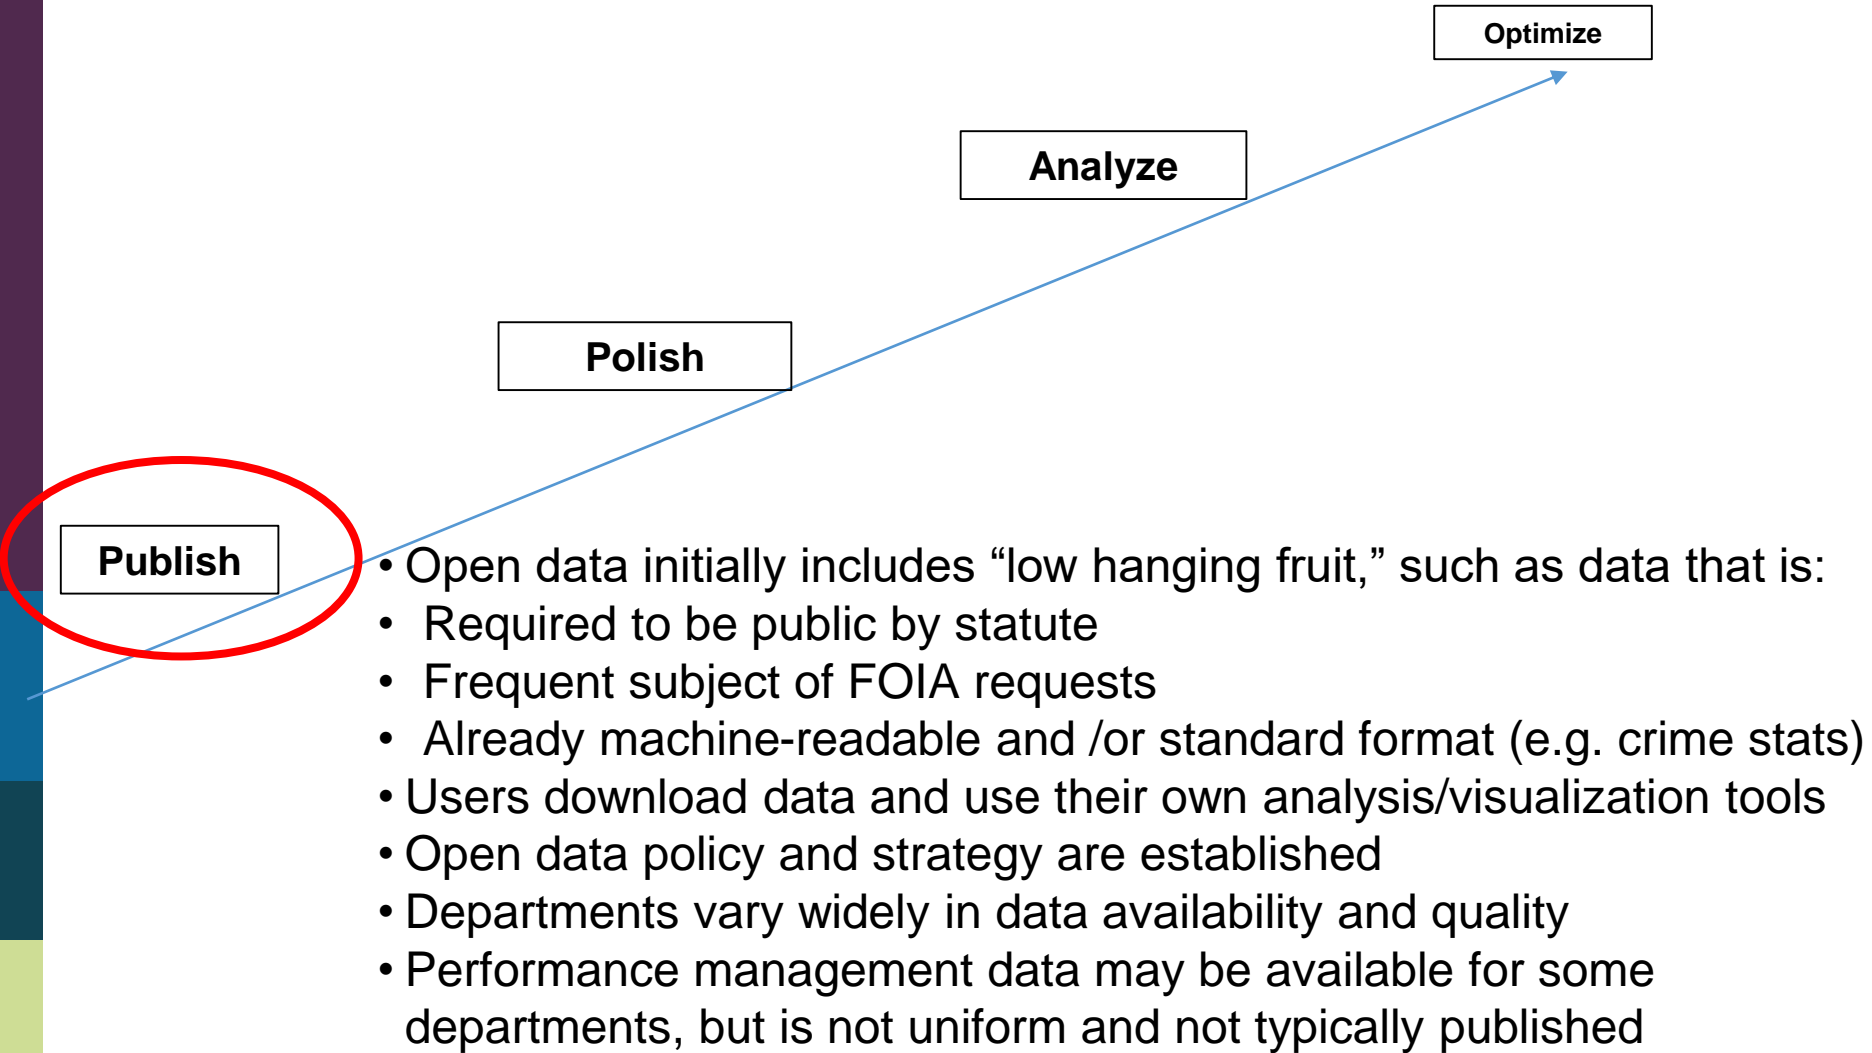 Optimize
Analyze
Polish
Publish
• Open data initially includes “low hanging fruit,” such as data that is:
• Required to be public by statute
• Frequent subject of FOIA requests
• Already machine-readable and /or standard format (e.g. crime stats)
• Users download data and use their own analysis/visualization tools
• Open data policy and strategy are established
• Departments vary widely in data availability and quality
• Performance management data may be available for some
departments, but is not uniform and not typically published